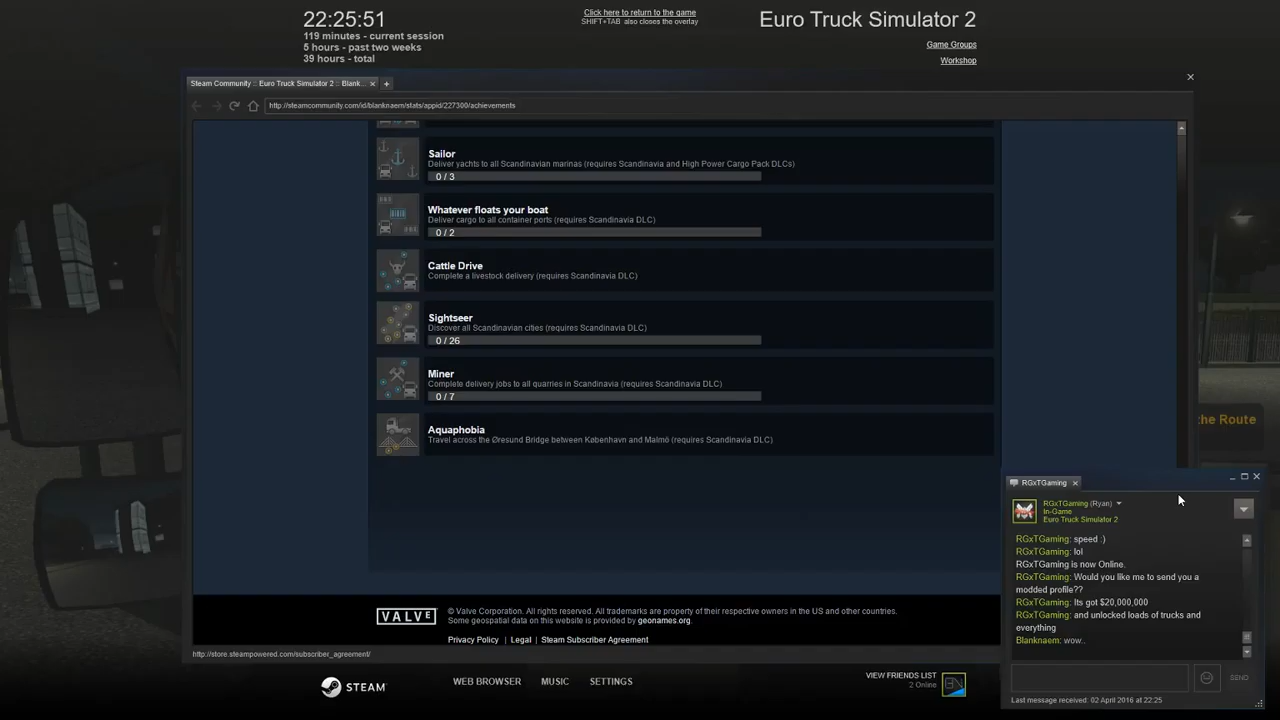 22:25:51
119 minutes - current session
5 hours - past two weeks
39 hours - total
Click here to return to the game
SHIFT+TAB also closes the overlay
Euro Truck Simulator 2
Game Groups
Workshop
Steam Community :: Euro Truck Simulator 2 :: Blank...
http://steamcommunity.com/id/blanknaem/stats/appid/227300/achievements
Sailor
Deliver yachts to all Scandinavian marinas (requires Scandinavia and High Power Cargo Pack DLCs)
0 / 3
Whatever floats your boat
Deliver cargo to all container ports (requires Scandinavia DLC)
0 / 2
Cattle Drive
Complete a livestock delivery (requires Scandinavia DLC)
Sightseer
Discover all Scandinavian cities (requires Scandinavia DLC)
0 / 26
Miner
Complete delivery jobs to all quarries in Scandinavia (requires Scandinavia DLC)
0 / 7
Aquaphobia
Travel across the Øresund Bridge between København and Malmö (requires Scandinavia DLC)
the Route
VALVE
© Valve Corporation. All rights reserved. All trademarks are property of their respective owners in the US and other countries.
Some geospatial data on this website is provided by geonames.org.
Privacy Policy | Legal | Steam Subscriber Agreement
http://store.steampowered.com/subscriber_agreement/
RGxTGaming
RGxTGaming (Ryan)
In-Game
Euro Truck Simulator 2
RGxTGaming: speed :)
RGxTGaming: lol
RGxTGaming is now Online.
RGxTGaming: Would you like me to send you a
modded profile??
RGxTGaming: Its got $20,000,000
RGxTGaming: and unlocked loads of trucks and
everything
Blanknaem: wow..
SEND
Last message received: 02 April 2016 at 22:25
STEAM
WEB BROWSER
MUSIC
SETTINGS
VIEW FRIENDS LIST
2 Online